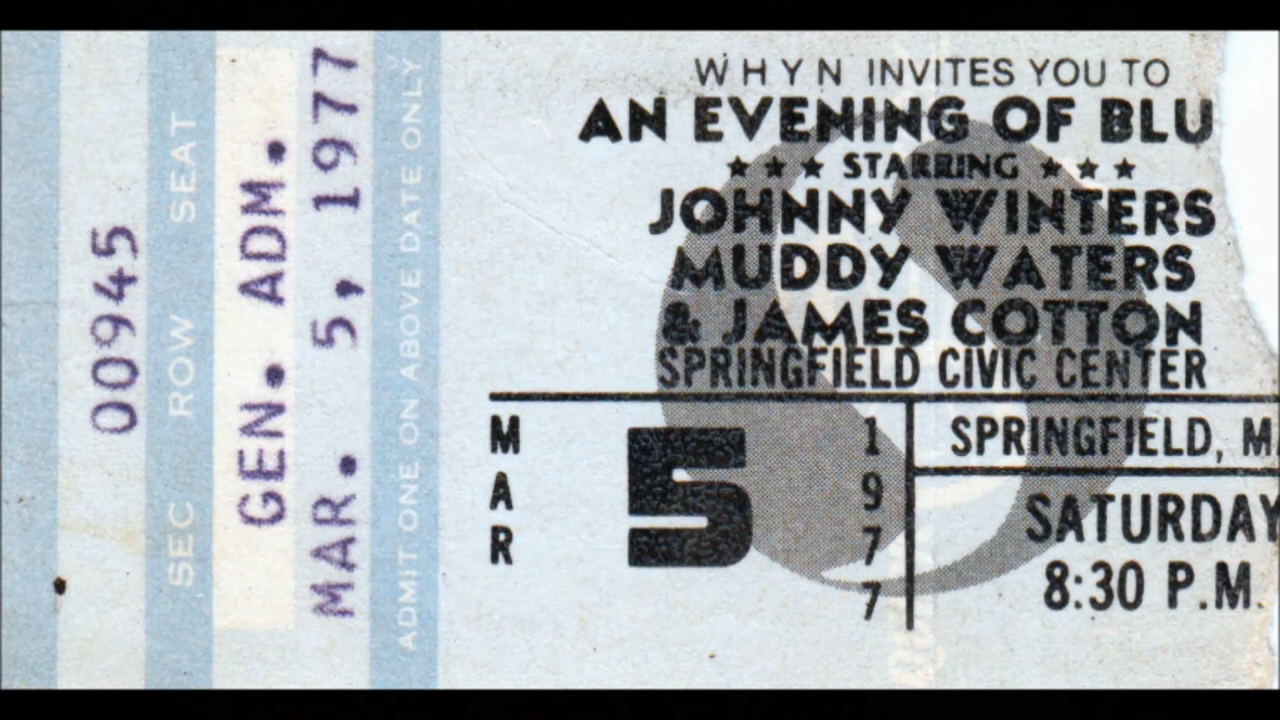 00945
SEC ROW SEAT
GEN. ADM.
MAR. 5, 1977
ADMIT ONE ON ABOVE DATE ONLY
WHYN INVITES YOU TO
AN EVENING OF BLU
★★★ STARRING ★★★
JOHNNY WINTERS
MUDDY WATERS
& JAMES COTTON
SPRINGFIELD CIVIC CENTER
MAR 5 1977
SPRINGFIELD, MA
SATURDAY
8:30 P.M.